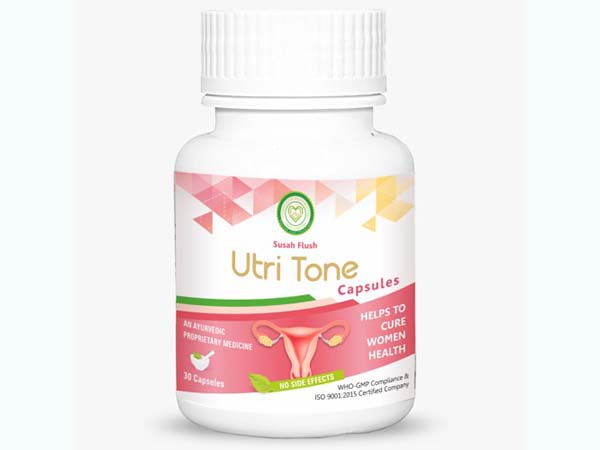 Susah Flush
Utri Tone
Capsules
AN AYURVEDIC
PROPRIETARY MEDICINE
30 Capsules
HELPS TO
CURE
WOMEN
HEALTH
NO SIDE EFFECTS
WHO-GMP Compliance &
ISO 9001:2015 Certified Company